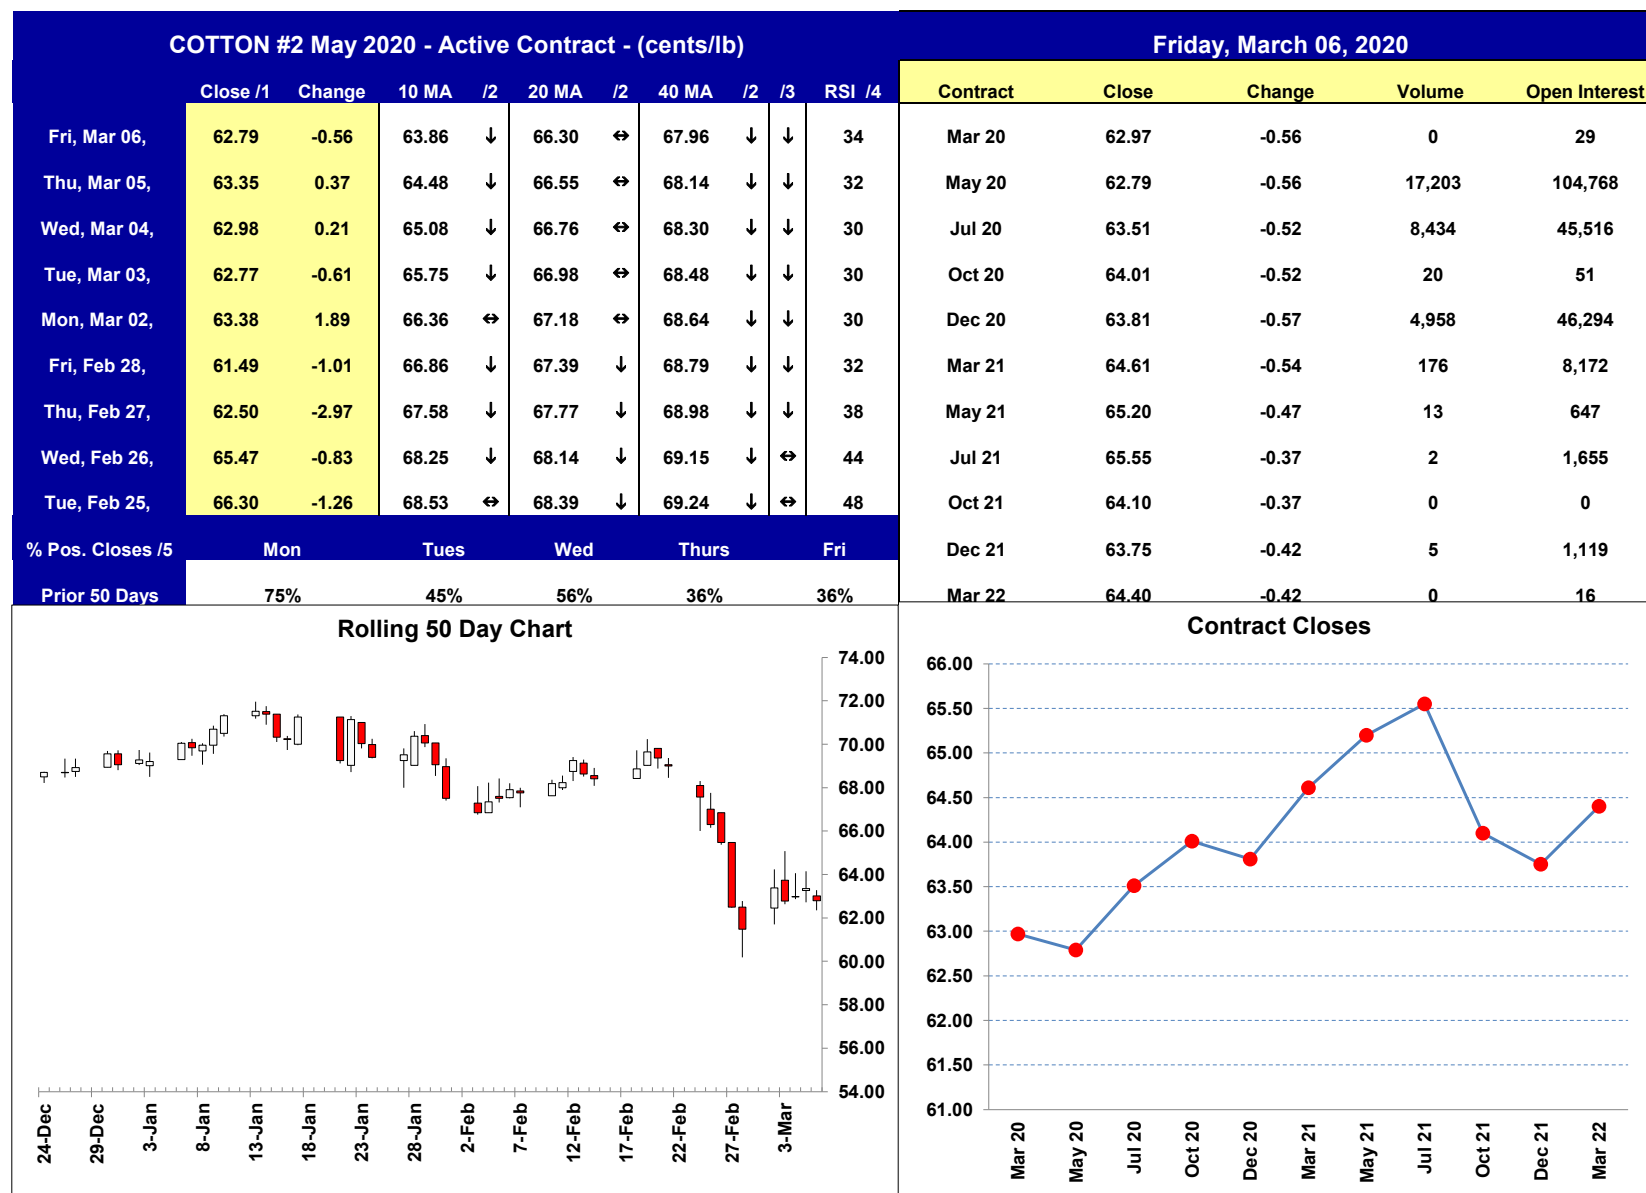 COTTON #2 May 2020 - Active Contract - (cents/lb)
Close /1 Change 10 MA /2 20 MA /2 40 MA /2 /3 RSI /4
Fri, Mar 06, 62.79 -0.56 63.86 ↓ 66.30 ⇔ 67.96 ↓ ↓ 34
Thu, Mar 05, 63.35 0.37 64.48 ↓ 66.55 ⇔ 68.14 ↓ ↓ 32
Wed, Mar 04, 62.98 0.21 65.08 ↓ 66.76 ⇔ 68.30 ↓ ↓ 30
Tue, Mar 03, 62.77 -0.61 65.75 ↓ 66.98 ⇔ 68.48 ↓ ↓ 30
Mon, Mar 02, 63.38 1.89 66.36 ⇔ 67.18 ⇔ 68.64 ↓ ↓ 30
Fri, Feb 28, 61.49 -1.01 66.86 ↓ 67.39 ↓ 68.79 ↓ ↓ 32
Thu, Feb 27, 62.50 -2.97 67.58 ↓ 67.77 ↓ 68.98 ↓ ↓ 38
Wed, Feb 26, 65.47 -0.83 68.25 ↓ 68.14 ↓ 69.15 ↓ ⇔ 44
Tue, Feb 25, 66.30 -1.26 68.53 ⇔ 68.39 ↓ 69.24 ↓ ⇔ 48
% Pos. Closes /5 Mon Tues Wed Thurs Fri
Prior 50 Days 75% 45% 56% 36% 36%
Friday, March 06, 2020
Contract Close Change Volume Open Interest
Mar 20 62.97 -0.56 0 29
May 20 62.79 -0.56 17,203 104,768
Jul 20 63.51 -0.52 8,434 45,516
Oct 20 64.01 -0.52 20 51
Dec 20 63.81 -0.57 4,958 46,294
Mar 21 64.61 -0.54 176 8,172
May 21 65.20 -0.47 13 647
Jul 21 65.55 -0.37 2 1,655
Oct 21 64.10 -0.37 0 0
Dec 21 63.75 -0.42 5 1,119
Mar 22 64.40 -0.42 0 16
Rolling 50 Day Chart
74.00
72.00
70.00
68.00
66.00
64.00
62.00
60.00
58.00
56.00
54.00
24-Dec 29-Dec 3-Jan 8-Jan 13-Jan 18-Jan 23-Jan 28-Jan 2-Feb 7-Feb 12-Feb 17-Feb 22-Feb 27-Feb 3-Mar
Contract Closes
66.00
65.50
65.00
64.50
64.00
63.50
63.00
62.50
62.00
61.50
61.00
Mar 20 May 20 Jul 20 Oct 20 Dec 20 Mar 21 May 21 Jul 21 Oct 21 Dec 21 Mar 22